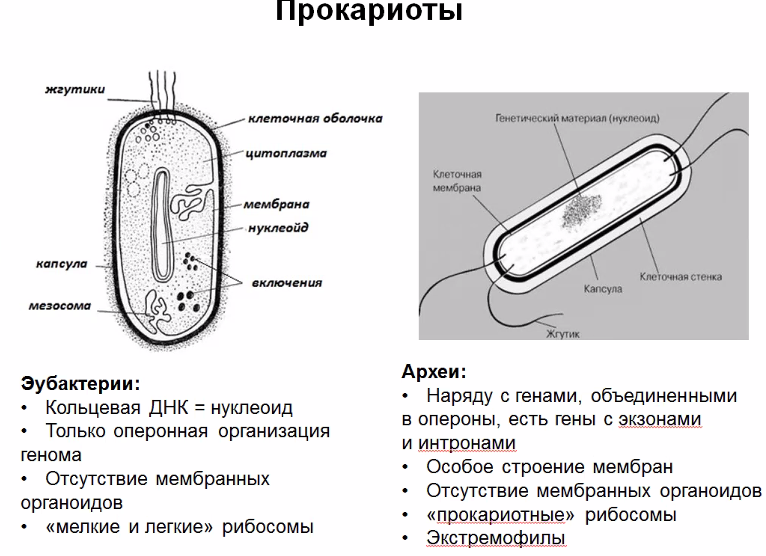 Прокариоты
жгутики
клеточная оболочка
цитоплазма
мембрана
нуклеойд
капсула
включения
мезосома
Генетический материал (нуклеоид)
Клеточная
мембрана
Клеточная стенка
Капсула
Жгутик
Эубактерии:
• Кольцевая ДНК = нуклеоид
• Только оперонная организация
генома
• Отсутствие мембранных
органоидов
• «мелкие и легкие» рибосомы
Археи:
• Наряду с генами, объединенными
в опероны, есть гены с экзонами
и интронами
• Особое строение мембран
• Отсутствие мембранных органоидов
• «прокариотные» рибосомы
• Экстремофилы